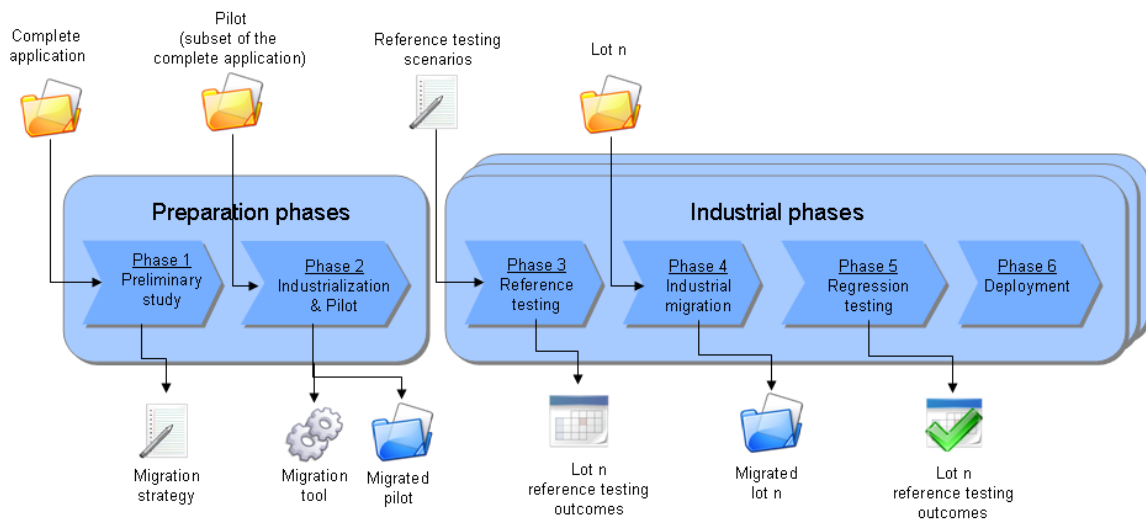 Complete
application
Pilot
(subset of the
complete application)
Reference testing
scenarios
Lot n
Preparation phases
Phase 1
Preliminary
study
Phase 2
Industrialization
& Pilot
Industrial phases
Phase 3
Reference
testing
Phase 4
Industrial
migration
Phase 5
Regression
testing
Phase 6
Deployment
Migration
strategy
Migration
tool
Migrated
pilot
Lot n
reference testing
outcomes
Migrated
lot n
Lot n
reference testing
outcomes